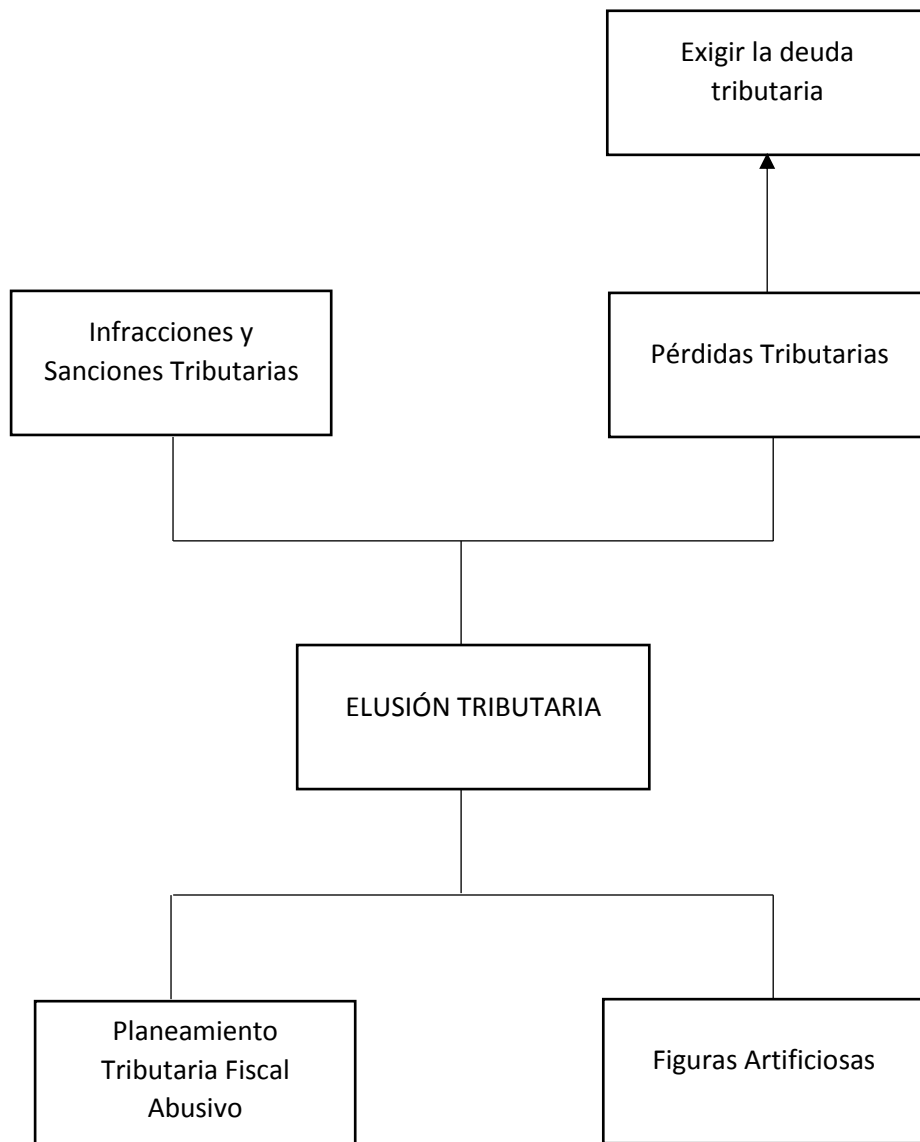 Exigir la deuda
tributaria
Infracciones y
Sanciones Tributarias
Pérdidas Tributarias
ELUSIÓN TRIBUTARIA
Planeamiento
Tributaria Fiscal
Abusivo
Figuras Artificiosas